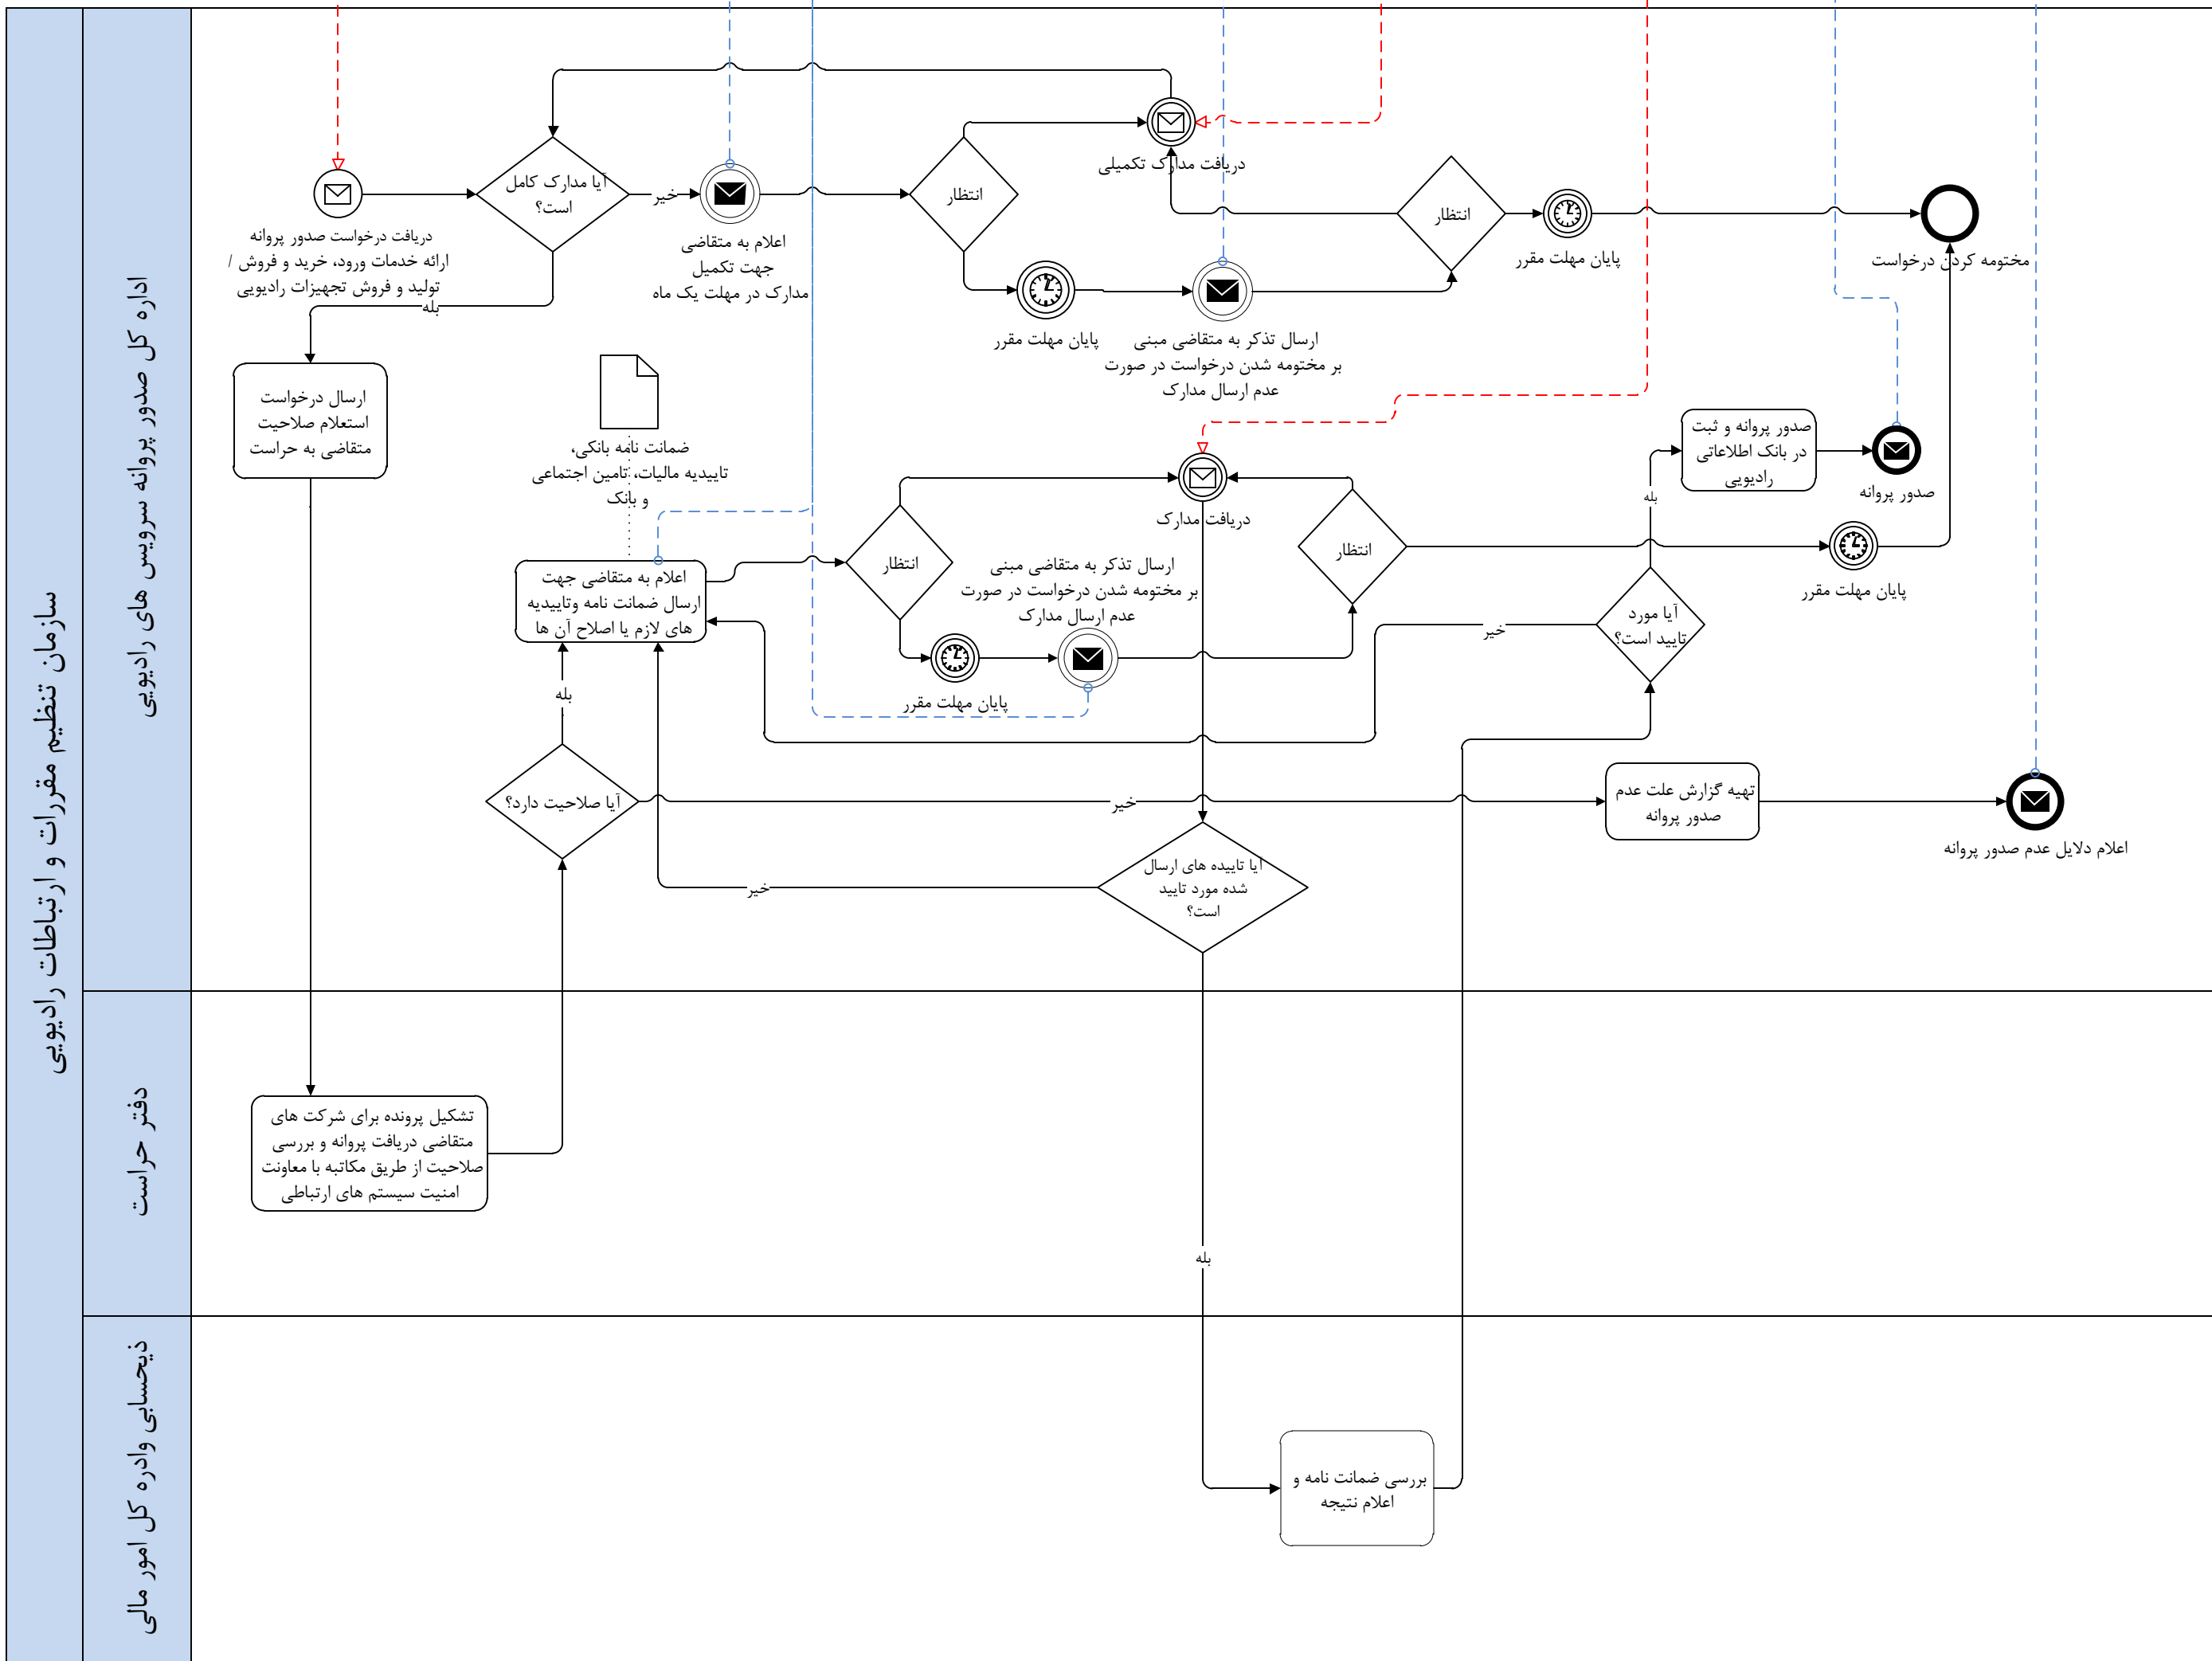 سازمان تنظیم مقررات و ارتباطات رادیویی
اداره کل صدور پروانه سرویس های رادیویی
دریافت درخواست صدور پروانه
ارائه خدمات ورود، خرید و فروش /
تولید و فروش تجهیزات رادیویی
آیا مدارک کامل
است؟
خیر
بله
اعلام به متقاضی
جهت تکمیل
مدارک در مهلت یک ماه
انتظار
دریافت مدارک تکمیلی
پایان مهلت مقرر
ارسال تذکر به متقاضی مبنی
بر مختومه شدن درخواست در صورت
عدم ارسال مدارک
انتظار
پایان مهلت مقرر
مختومه کردن درخواست
ارسال درخواست
استعلام صلاحیت
متقاضی به حراست
ضمانت نامه بانکی،
تاییدیه مالیات، تامین اجتماعی
و بانک
اعلام به متقاضی جهت
ارسال ضمانت نامه وتاییدیه
های لازم یا اصلاح آن ها
انتظار
دریافت مدارک
پایان مهلت مقرر
ارسال تذکر به متقاضی مبنی
بر مختومه شدن درخواست در صورت
عدم ارسال مدارک
انتظار
پایان مهلت مقرر
صدور پروانه و ثبت
در بانک اطلاعاتی
رادیویی
صدور پروانه
بله
آیا مورد
تایید است؟
خیر
بله
آیا صلاحیت دارد؟
خیر
تهیه گزارش علت عدم
صدور پروانه
اعلام دلایل عدم صدور پروانه
آیا تاییده های ارسال
شده مورد تایید
است؟
خیر
دفتر حراست
تشکیل پرونده برای شرکت های
متقاضی دریافت پروانه و بررسی
صلاحیت از طریق مکاتبه با معاونت
امنیت سیستم های ارتباطی
بله
ذیحسابی واداره کل امور مالی
بررسی ضمانت نامه و
اعلام نتیجه